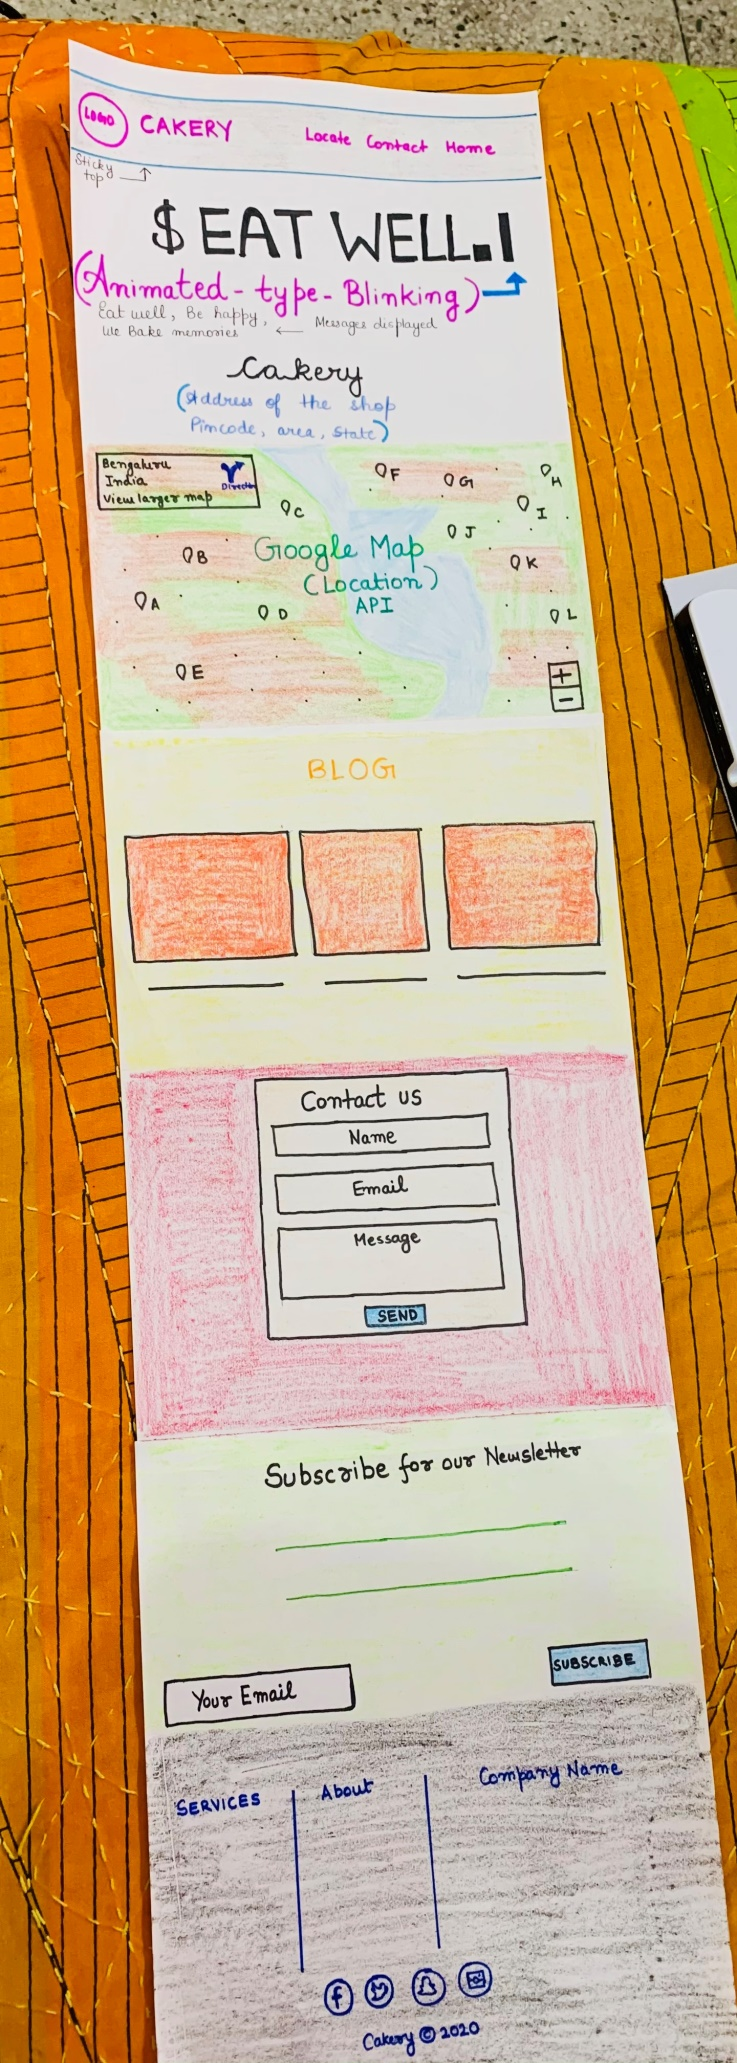 LOGO CAKERY Locate Contact Home
Sticky
top
$ EAT WELL.
(Animated-type-Blinking)
Eat well, Be happy,
We Bake memories ← Messages displayed
Cakery
(Address of the shop
Pincode, area, State)
Bengaluru
India
View larger map
Direction
A
B
C
D
E
F
G
H
I
J
K
L
Google Map
(Location)
API
+
-
BLOG
Contact us
Name
Email
Message
SEND
Subscribe for our Newsletter
Your Email
SUBSCRIBE
SERVICES
About
Company Name
f
Cakery © 2020